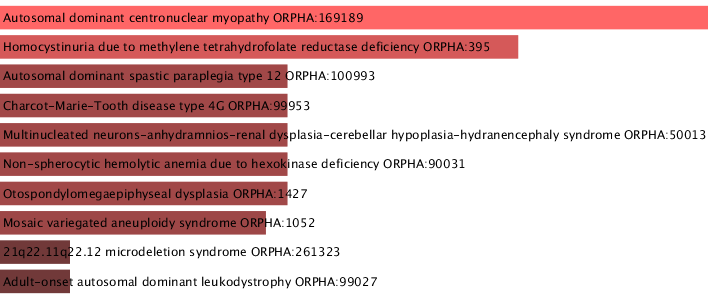 Autosomal dominant centronuclear myopathy ORPHA:169189
Homocystinuria due to methylene tetrahydrofolate reductase deficiency ORPHA:395
Autosomal dominant spastic paraplegia type 12 ORPHA:100993
Charcot-Marie-Tooth disease type 4G ORPHA:99953
Multinucleated neurons-anhydramnios-renal dysplasia-cerebellar hypoplasia-hydranencephaly syndrome ORPHA:50013
Non-spherocytic hemolytic anemia due to hexokinase deficiency ORPHA:90031
Otospondylomegaepiphyseal dysplasia ORPHA:1427
Mosaic variegated aneuploidy syndrome ORPHA:1052
21q22.11q22.12 microdeletion syndrome ORPHA:261323
Adult-onset autosomal dominant leukodystrophy ORPHA:99027